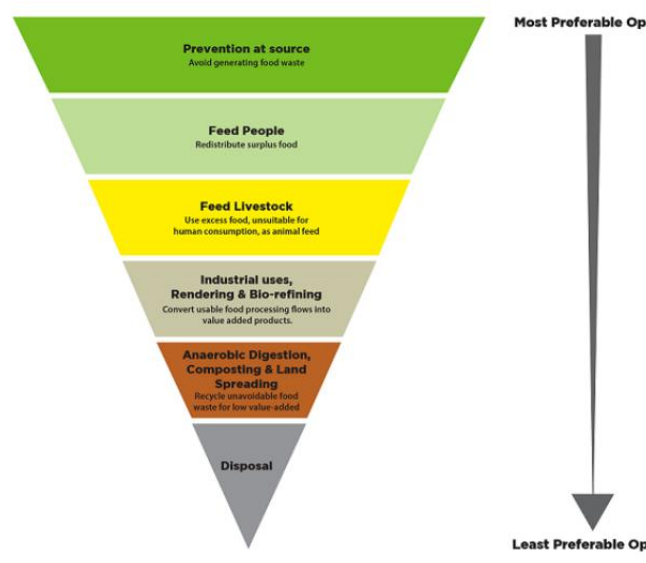 Most Preferable Op
Prevention at source
Avoid generating food waste
Feed People
Redistribute surplus food
Feed Livestock
Use excess food, unsuitable for
human consumption, as animal feed
Industrial uses,
Rendering & Bio-refining
Convert usable food processing flows into
value added products.
Anaerobic Digestion,
Composting & Land
Spreading
Recycle unavoidable food
waste for low value-added
Disposal
Least Preferable Op